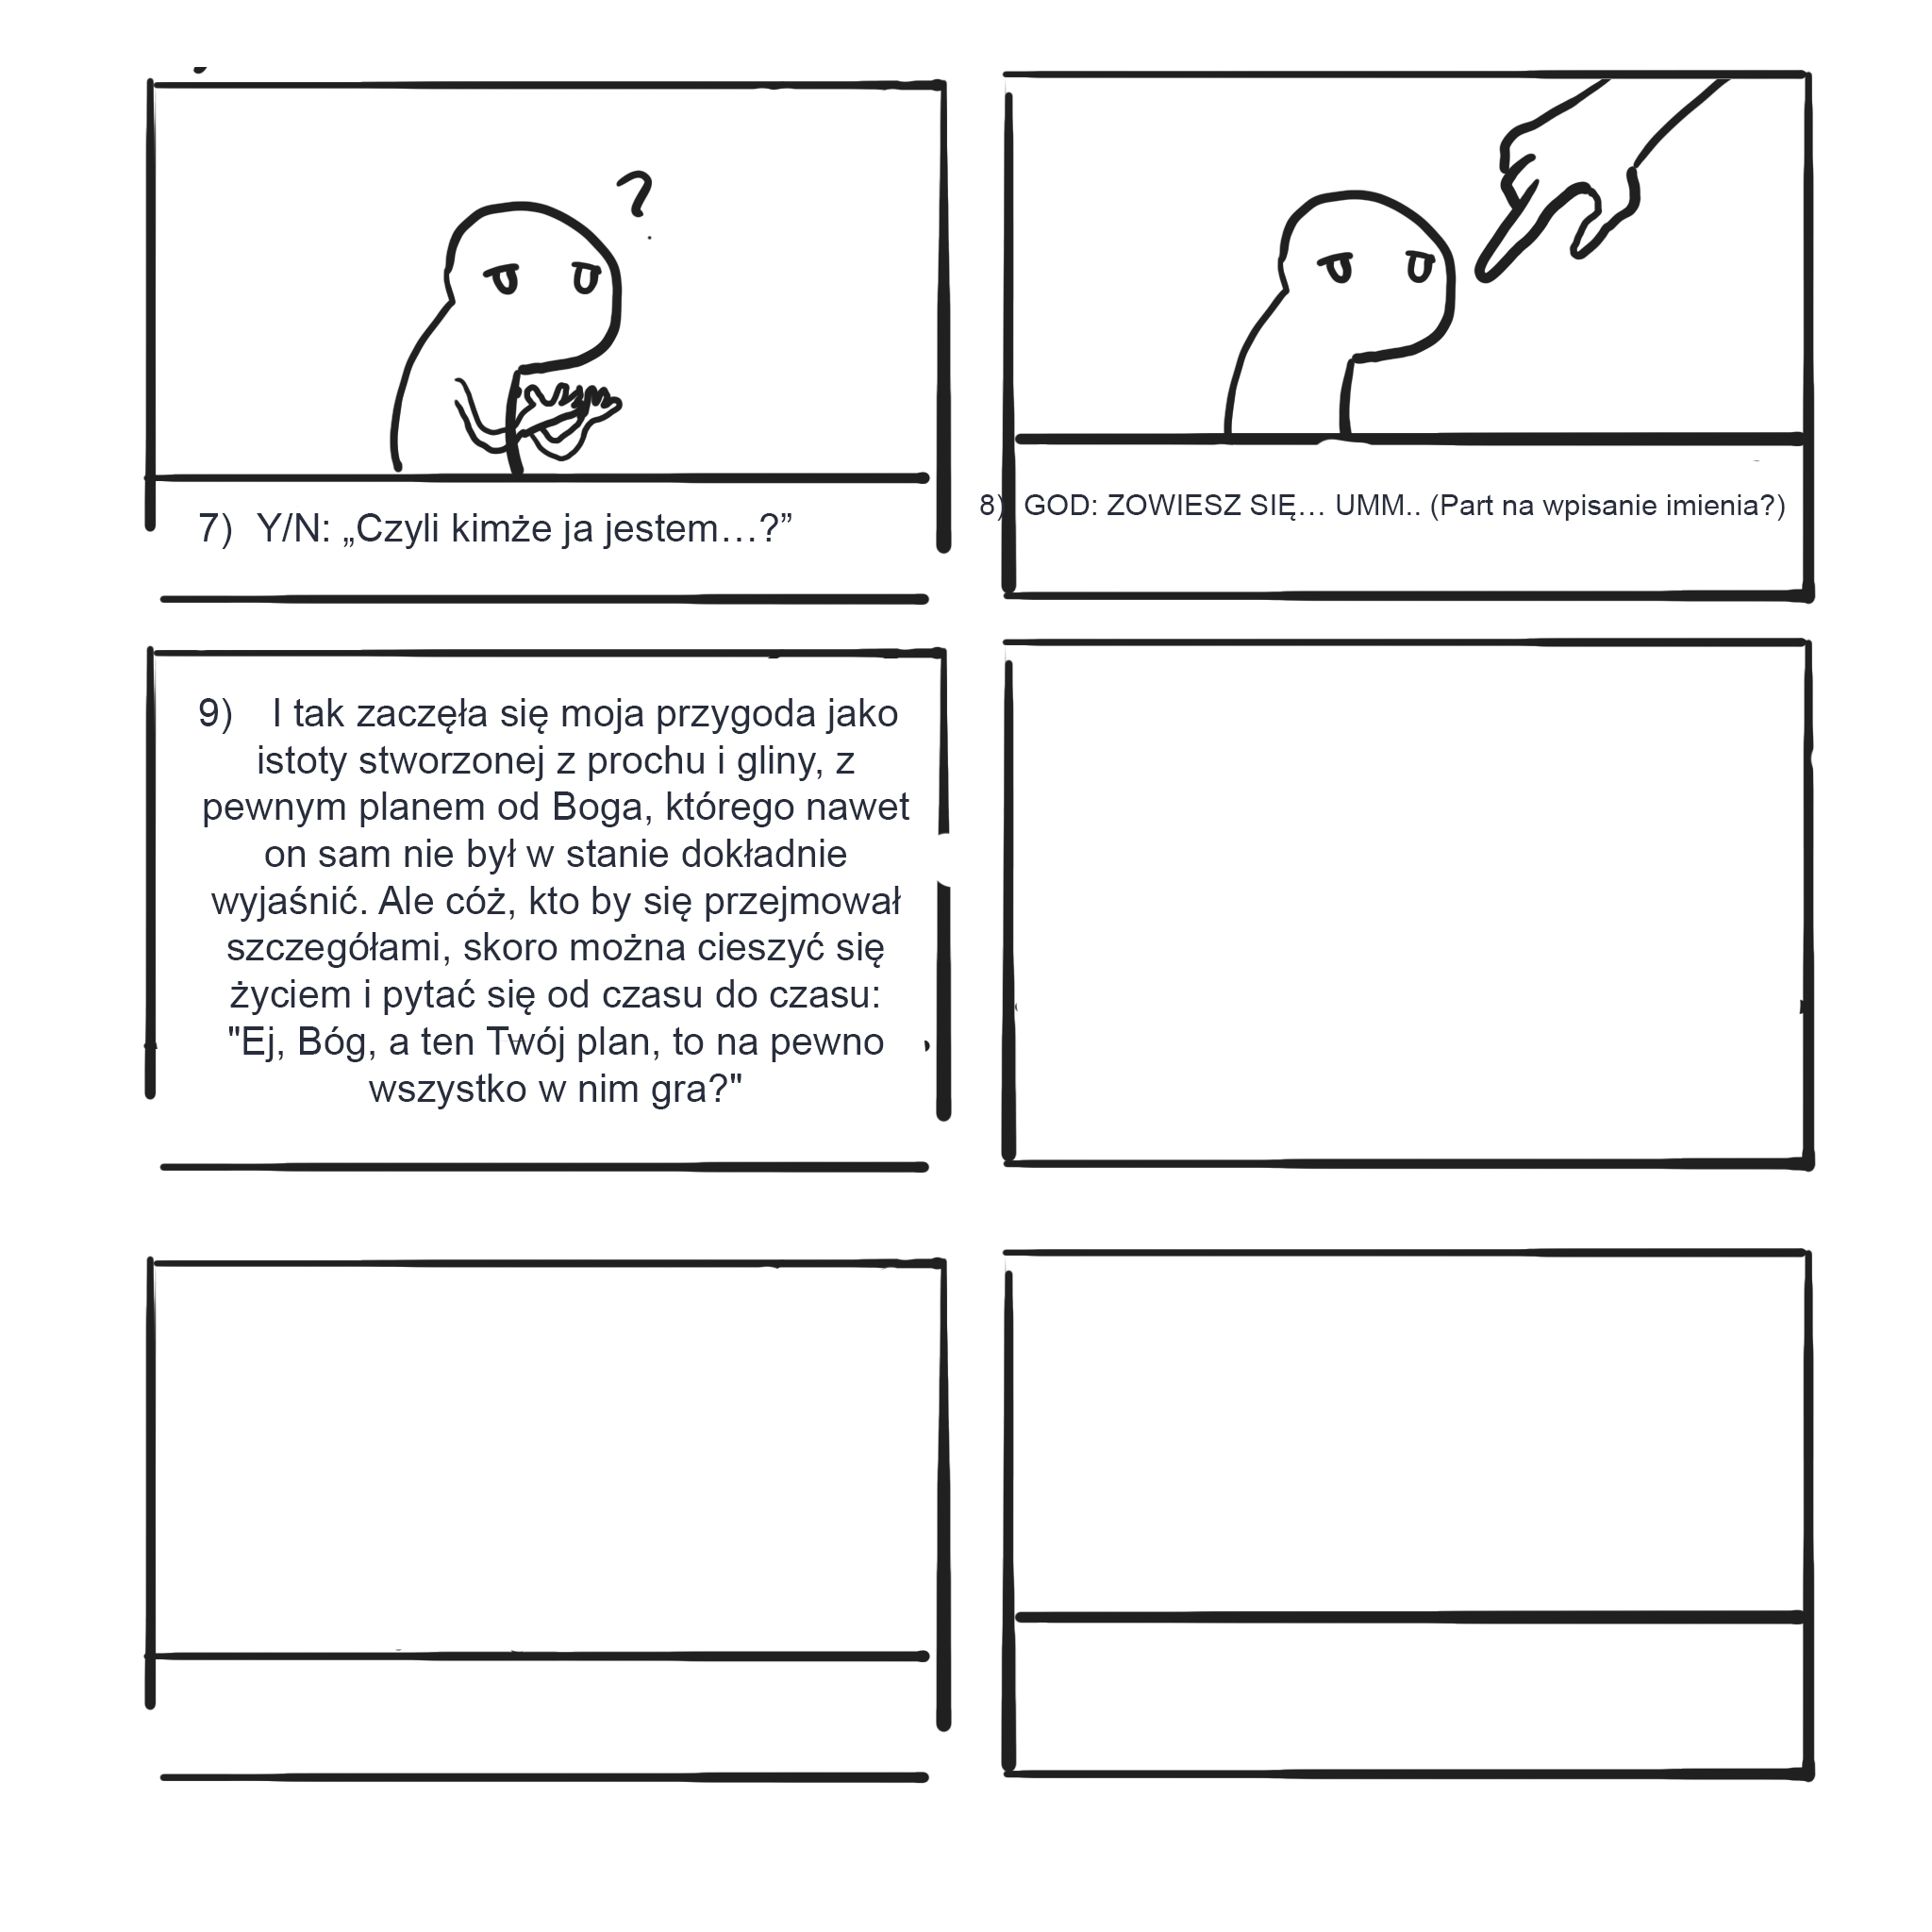 ?
7) Y/N: „Czyli kimże ja jestem…?”
8) GOD: ZOWIESZ SIĘ… UMM.. (Part na wpisanie imienia?)
9) I tak zaczęła się moja przygoda jako
istoty stworzonej z prochu i gliny, z
pewnym planem od Boga, którego nawet
on sam nie był w stanie dokładnie
wyjaśnić. Ale cóż, kto by się przejmował
szczegółami, skoro można cieszyć się
życiem i pytać się od czasu do czasu:
"Ej, Bóg, a ten Twój plan, to na pewno
wszystko w nim gra?"